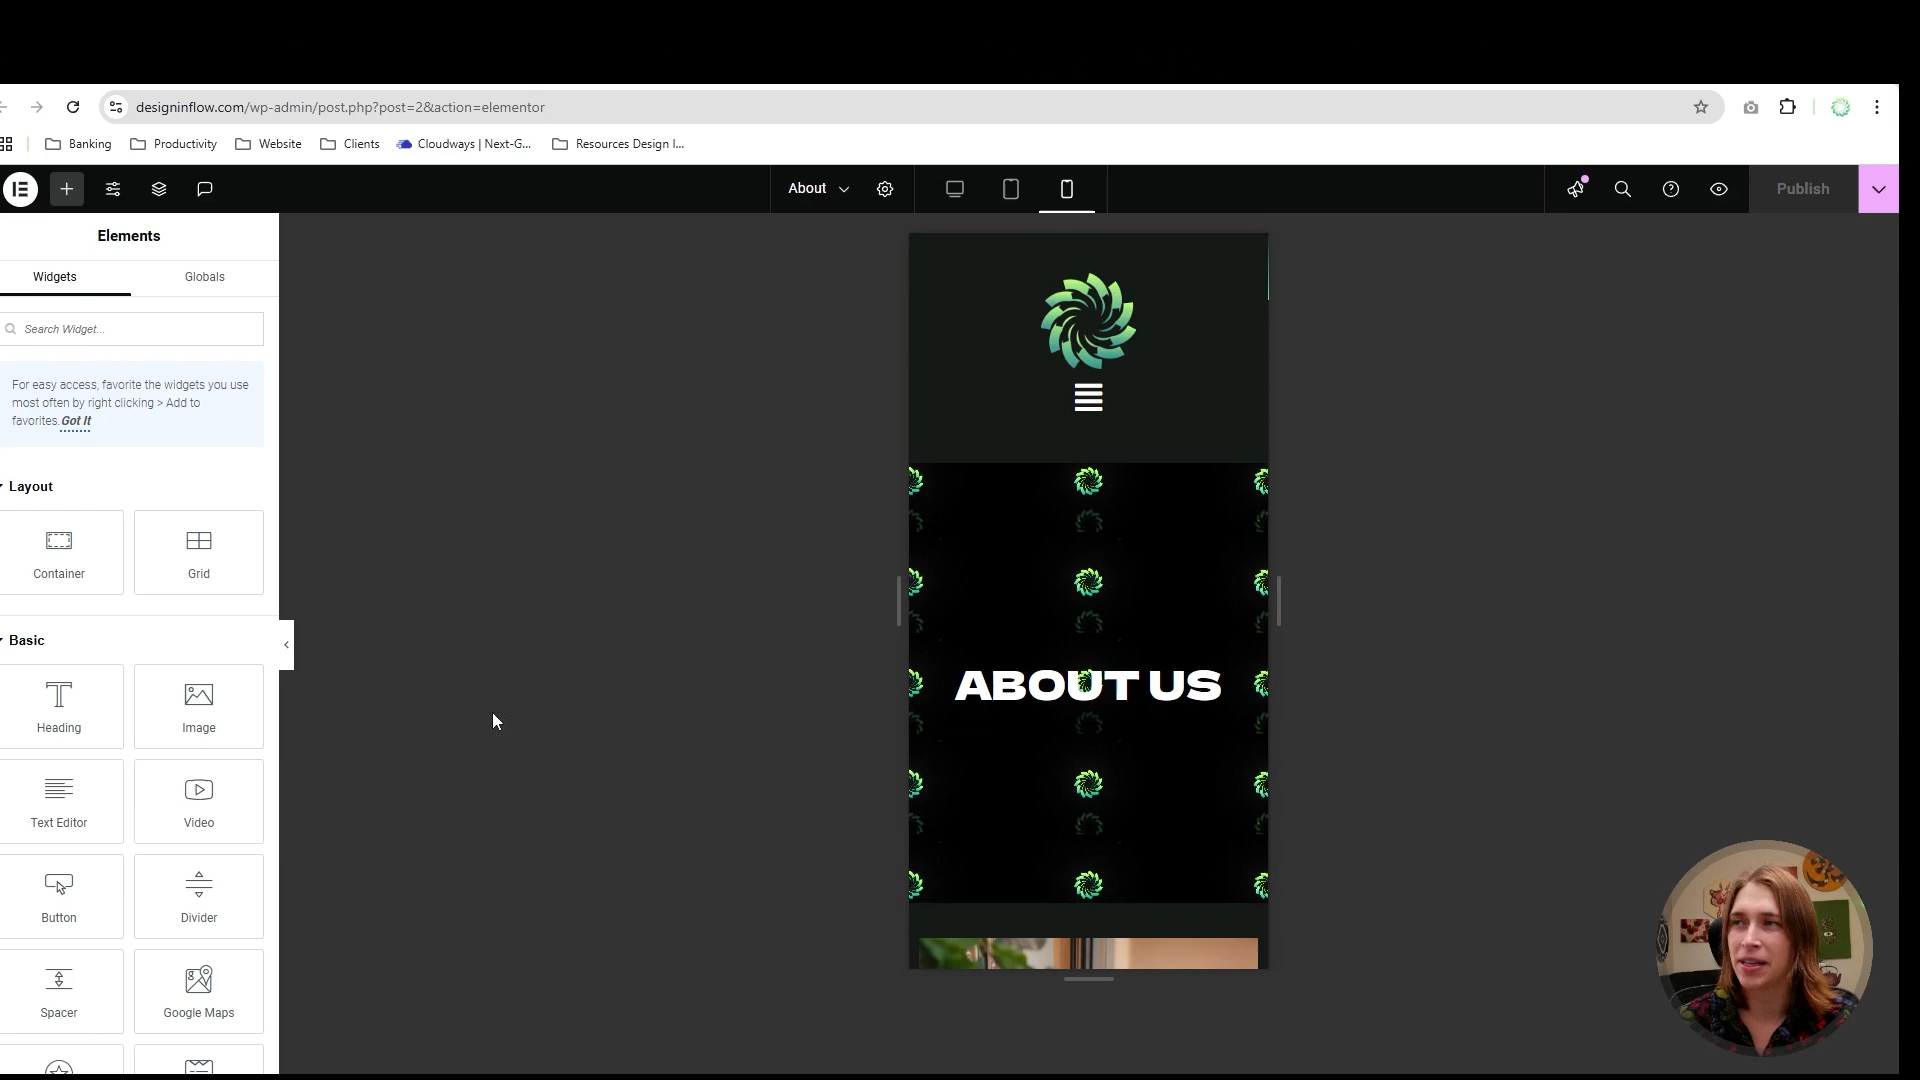 designinflow.com/wp-admin/post.php?post=2&action=elementor
Banking
Productivity
Website
Clients
Cloudways | Next-G...
Resources Design I...
About
Publish
Elements
Widgets
Globals
Search Widget...
For easy access, favorite the widgets you use
most often by right clicking > Add to
favorites. Got It
Layout
Container
Grid
Basic
Heading
Image
Text Editor
Video
Button
Divider
Spacer
Google Maps
ABOUT US